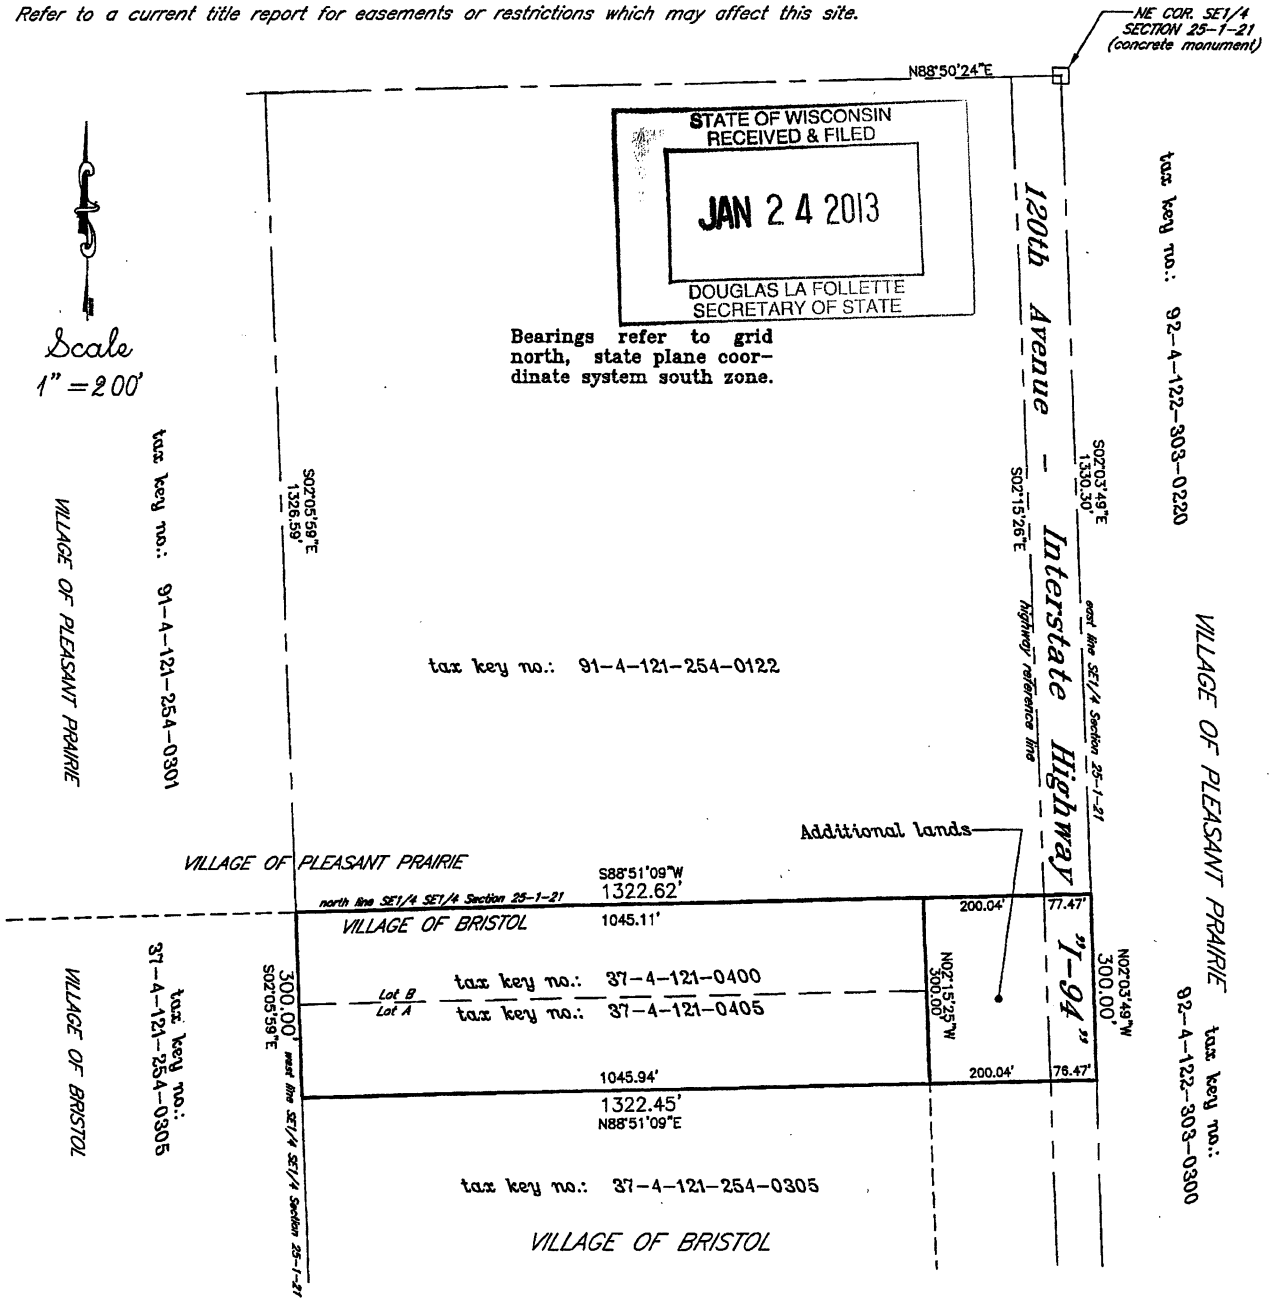 Refer to a current title report for easements or restrictions which may affect this site.
NE COR. SE1/4
SECTION 25-1-21
(concrete monument)
N88°50'24"E
STATE OF WISCONSIN
RECEIVED & FILED
JAN 24 2013
DOUGLAS LA FOLLETTE
SECRETARY OF STATE
Bearings refer to grid
north, state plane coor-
dinate system south zone.
Scale
1" = 200'
tax key no.: 91-4-121-254-0301
VILLAGE OF PLEASANT PRAIRIE
S02°05'59"E
1326.59'
120th Avenue - Interstate Highway "I-94"
S02°15'26"E
highway reference line
S02°03'49"E
1330.30'
east line SE1/4 Section 25-1-21
tax key no.: 92-4-122-303-0220
VILLAGE OF PLEASANT PRAIRIE
tax key no.: 91-4-121-254-0122
Additional lands
VILLAGE OF PLEASANT PRAIRIE
S88°51'09"W
1322.62'
north line SE1/4 SE1/4 Section 25-1-21
VILLAGE OF BRISTOL
1045.11'
200.04'
77.47'
tax key no.: 37-4-121-0400
Lot B
Lot A
tax key no.: 37-4-121-0405
300.00'
S02°05'59"E
west line SE1/4 SE1/4 Section 25-1-21
N02°15'25"W
300.00'
N02°03'49"W
300.00'
tax key no.:
37-4-121-254-0305
VILLAGE OF BRISTOL
tax key no.:
92-4-122-303-0300
1045.94'
200.04'
76.47'
1322.45'
N88°51'09"E
tax key no.: 37-4-121-254-0305
VILLAGE OF BRISTOL